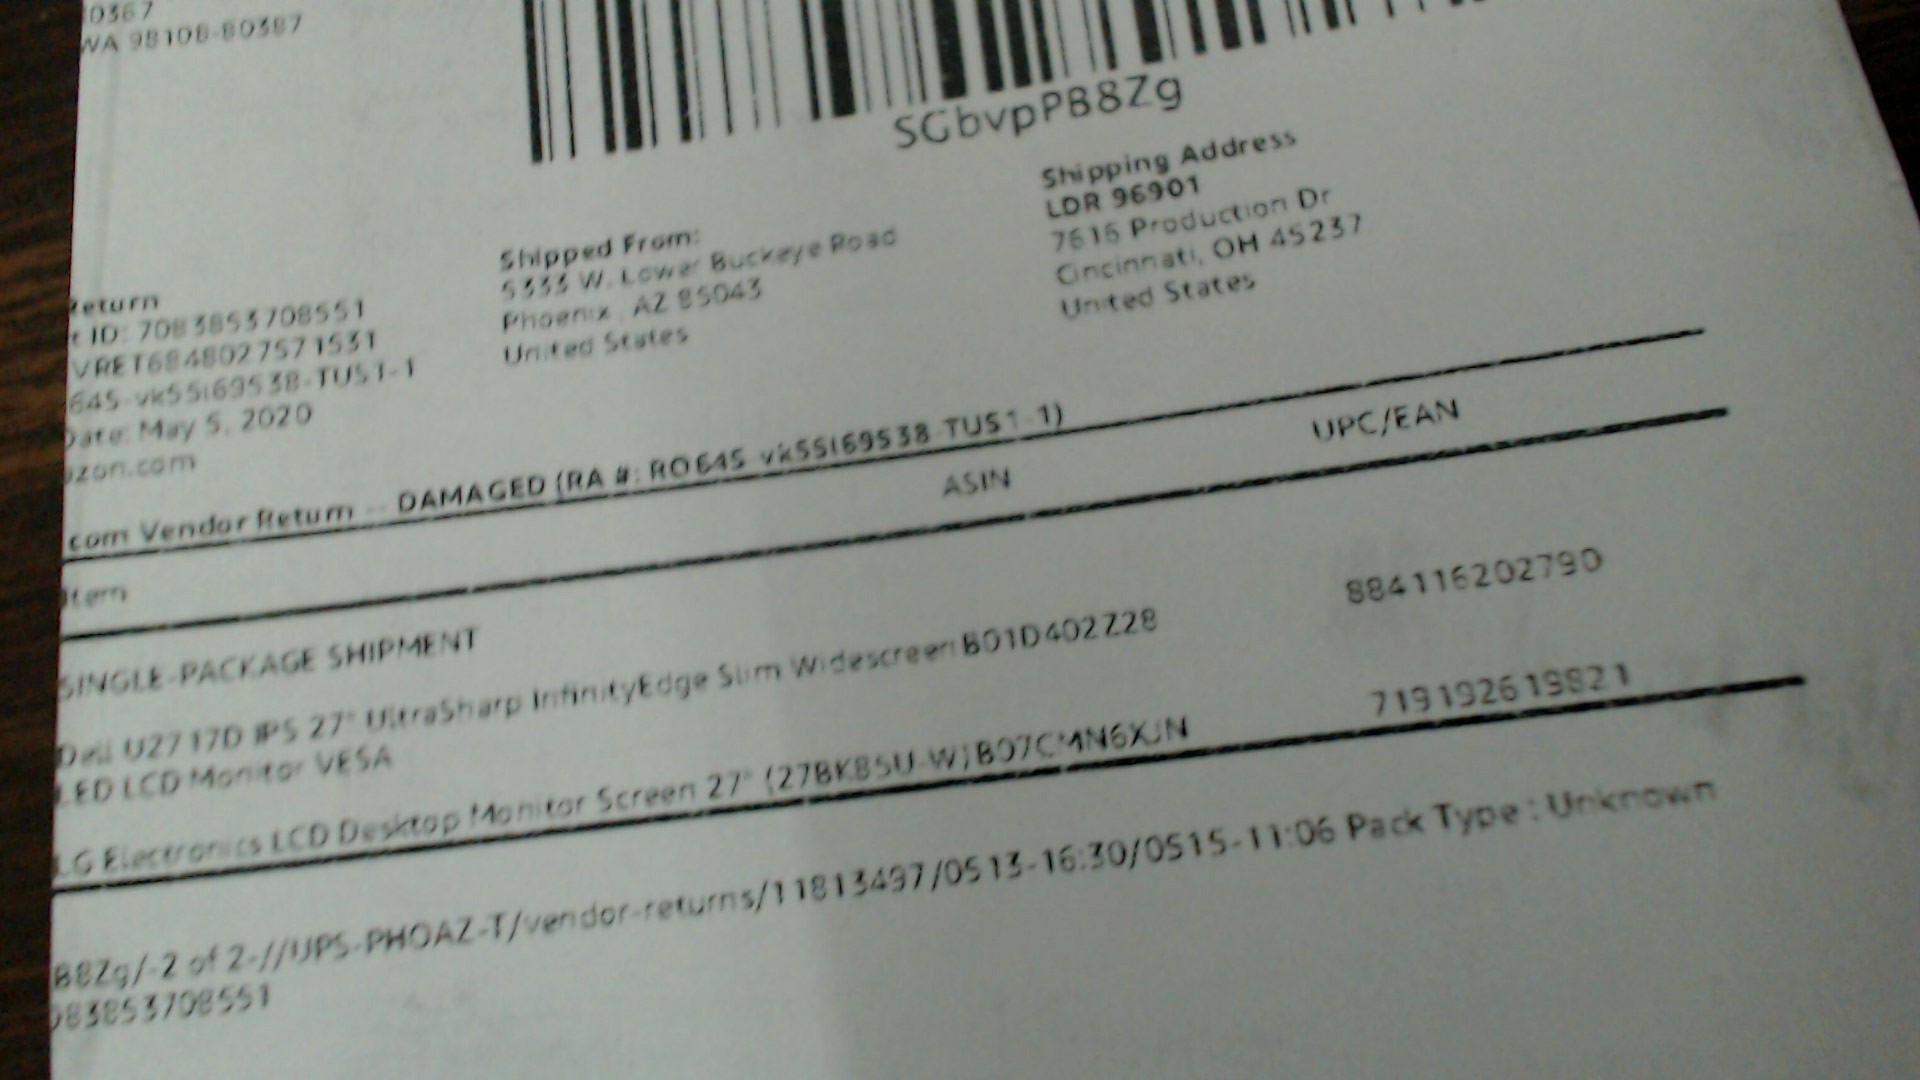 80367
WA 98108-80387
SGbvpPB8Zg
Return
t ID: 7083853708551
VRET6848027571531
645-vk55i69538-TUS1-1
Date: May 5, 2020
zon.com
Shipped From:
5333 W. Lower Buckeye Road
Phoenix , AZ 85043
United States
Shipping Address
LDR 96901
7616 Production Dr
Cincinnati, OH 45237
United States
com Vendor Return -- DAMAGED (RA #: RO645-vk55i69538-TUS1-1)
Item ASIN UPC/EAN
SINGLE-PACKAGE SHIPMENT
Dell U2717D IPS 27" UltraSharp InfinityEdge Slim Widescreen B01D402Z28 884116202790
LED LCD Monitor VESA
LG Electronics LCD Desktop Monitor Screen 27" (27BK85U-W) B07CMN6XJN 719192619821
B8Zg/-2 of 2-//UPS-PHOAZ-T/vendor-returns/11813497/0513-16:30/0515-11:06 Pack Type : Unknown
083853708551